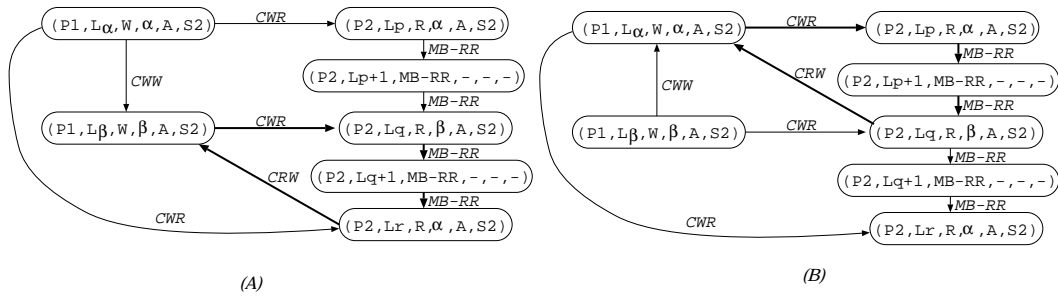 (P1,Lα,W,α,A,S2)
CWR
(P2,Lp,R,α,A,S2)
MB-RR
CWW
(P2,Lp+1,MB-RR,-,-,-)
MB-RR
(P1,Lβ,W,β,A,S2)
CWR
(P2,Lq,R,β,A,S2)
MB-RR
(P2,Lq+1,MB-RR,-,-,-)
CRW
MB-RR
CWR
(P2,Lr,R,α,A,S2)
(A)
(P1,Lα,W,α,A,S2)
CWR
(P2,Lp,R,α,A,S2)
MB-RR
(P2,Lp+1,MB-RR,-,-,-)
CRW
CWW
MB-RR
(P1,Lβ,W,β,A,S2)
CWR
(P2,Lq,R,β,A,S2)
MB-RR
(P2,Lq+1,MB-RR,-,-,-)
MB-RR
CWR
(P2,Lr,R,α,A,S2)
(B)